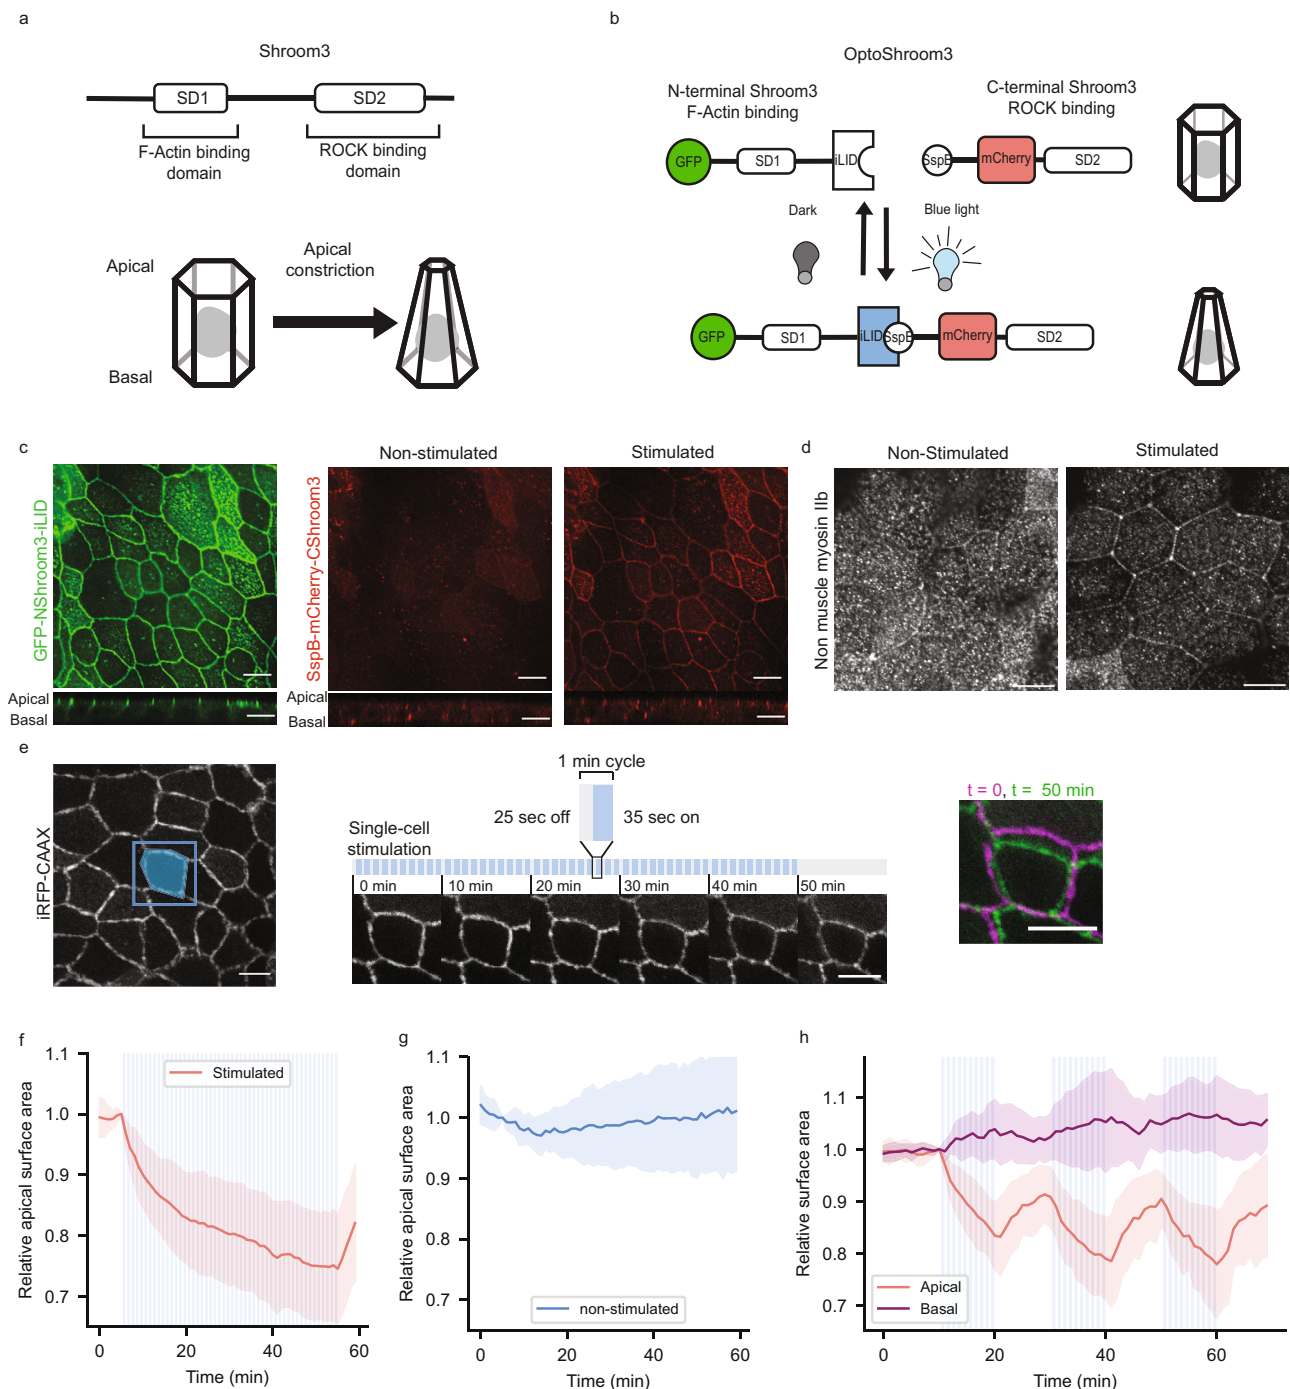 a
Shroom3
SD1
SD2
F-Actin binding
domain
ROCK binding
domain
Apical
Basal
Apical
constriction
b
OptoShroom3
N-terminal Shroom3
F-Actin binding
C-terminal Shroom3
ROCK binding
GFP
SD1
iLID
SspB
mCherry
SD2
Dark
Blue light
GFP
SD1
iLID
SspB
mCherry
SD2
c
GFP-NShroom3-iLID
Apical
Basal
SspB-mCherry-CShroom3
Non-stimulated
Stimulated
Apical
Basal
d
Non muscle myosin IIb
Non-Stimulated
Stimulated
e
iRFP-CAAX
1 min cycle
25 sec off
35 sec on
Single-cell
stimulation
0 min
10 min
20 min
30 min
40 min
50 min
t = 0, t = 50 min
f
Relative apical surface area
1.1
1.0
0.9
0.8
0.7
Stimulated
0
20
40
60
Time (min)
g
Relative apical surface area
1.1
1.0
0.9
0.8
0.7
non-stimulated
0
20
40
60
Time (min)
h
Relative surface area
1.1
1.0
0.9
0.8
0.7
Apical
Basal
0
20
40
60
Time (min)